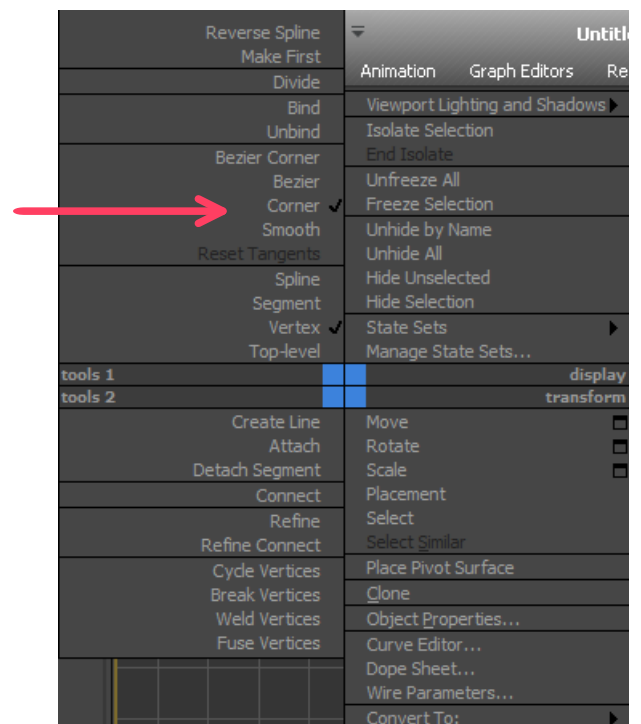 Reverse Spline
Make First
Divide
Bind
Unbind
Bezier Corner
Bezier
Corner
Smooth
Reset Tangents
Spline
Segment
Vertex
Top-level
tools 1
tools 2
Create Line
Attach
Detach Segment
Connect
Refine
Refine Connect
Cycle Vertices
Break Vertices
Weld Vertices
Fuse Vertices
Untitle
Animation Graph Editors Re
Viewport Lighting and Shadows
Isolate Selection
End Isolate
Unfreeze All
Freeze Selection
Unhide by Name
Unhide All
Hide Unselected
Hide Selection
State Sets
Manage State Sets...
display
transform
Move
Rotate
Scale
Placement
Select
Select Similar
Place Pivot Surface
Clone
Object Properties...
Curve Editor...
Dope Sheet...
Wire Parameters...
Convert To: